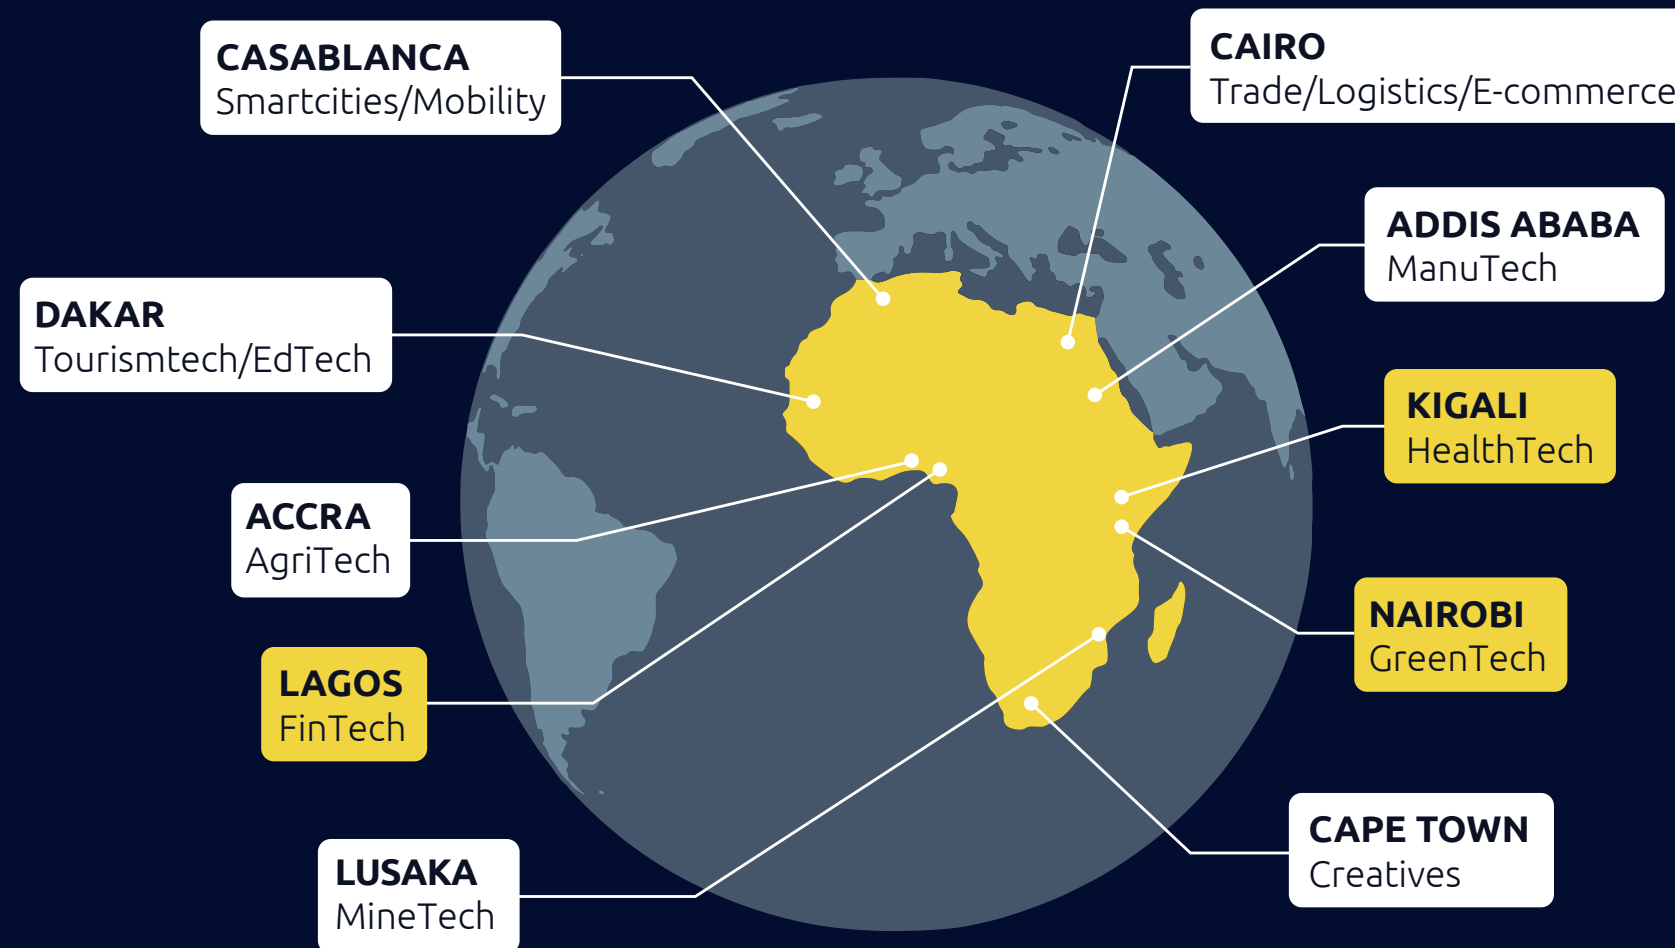 CASABLANCA
Smartcities/Mobility
CAIRO
Trade/Logistics/E-commerce
ADDIS ABABA
ManuTech
DAKAR
Tourismtech/EdTech
KIGALI
HealthTech
ACCRA
AgriTech
NAIROBI
GreenTech
LAGOS
FinTech
CAPE TOWN
Creatives
LUSAKA
MineTech